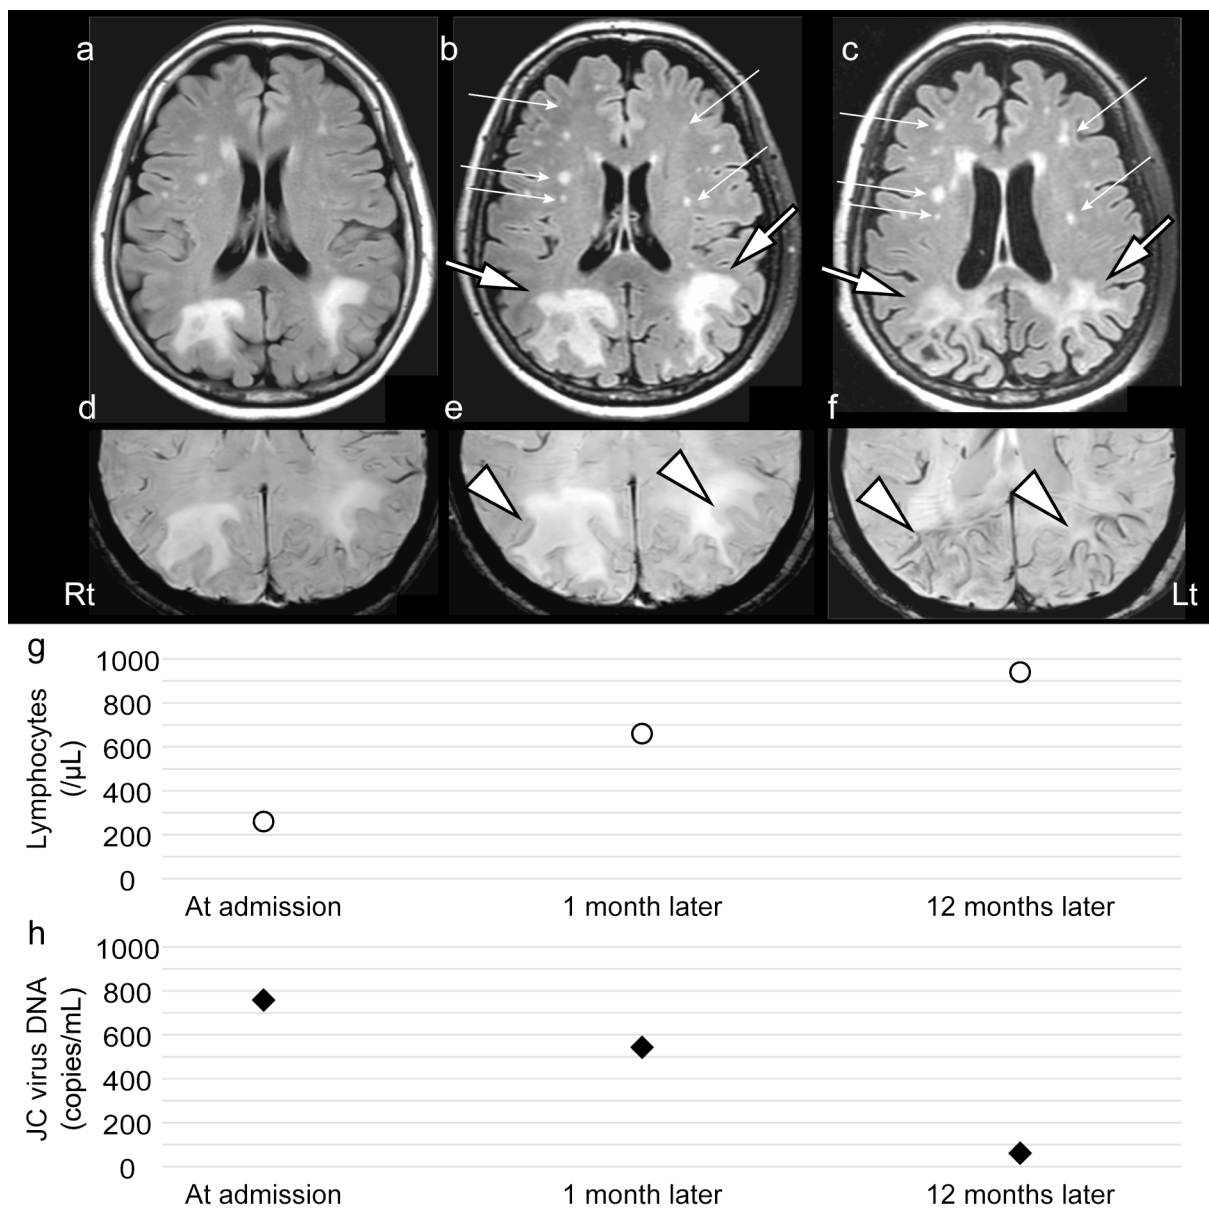 a
b
c
d
e
f
Rt
Lt
g
Lymphocytes
(/µL)
1000
800
600
400
200
0
At admission
1 month later
12 months later
h
JC virus DNA
(copies/mL)
1000
800
600
400
200
0
At admission
1 month later
12 months later